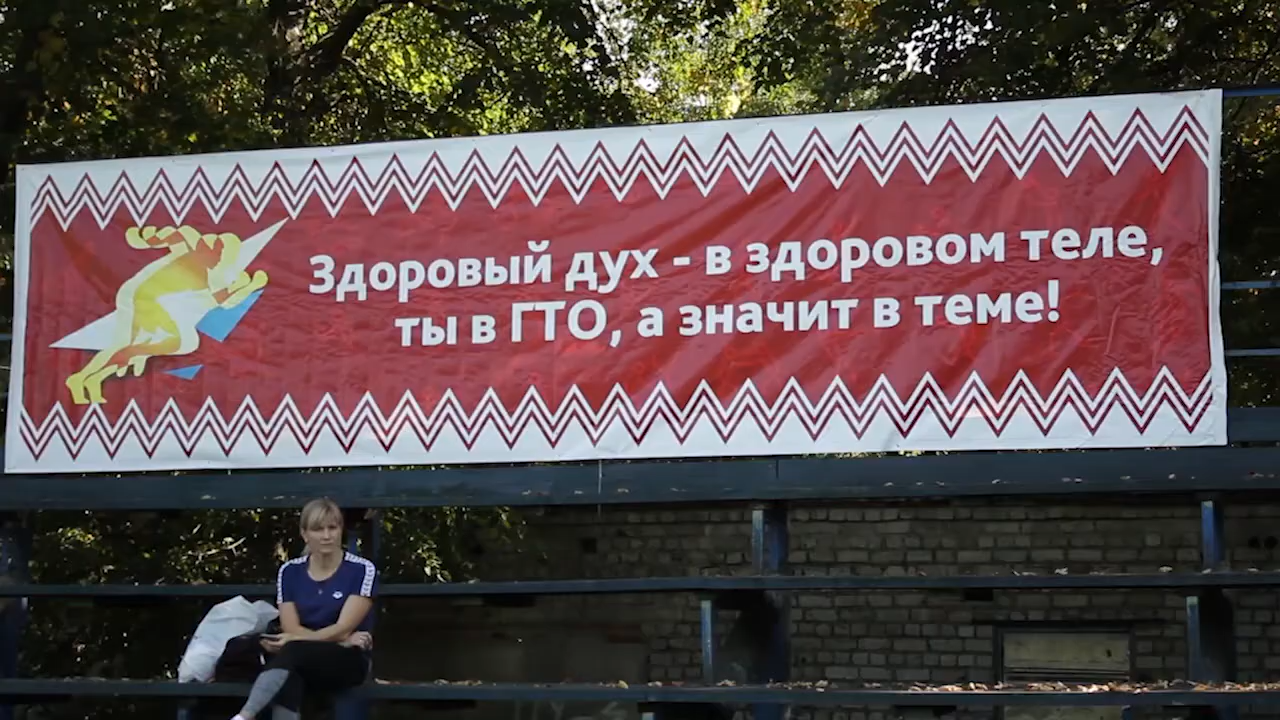 Здоровый дух - в здоровом теле,
ты в ГТО, а значит в теме!